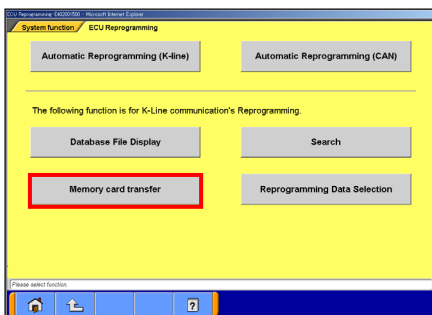 ECU Reprogramming - Microsoft Internet Explorer
System function ECU Reprogramming
Automatic Reprogramming (K-line) Automatic Reprogramming (CAN)
The following function is for K-Line communication's Reprogramming.
Database File Display Search
Memory card transfer Reprogramming Data Selection
Please select function.
?